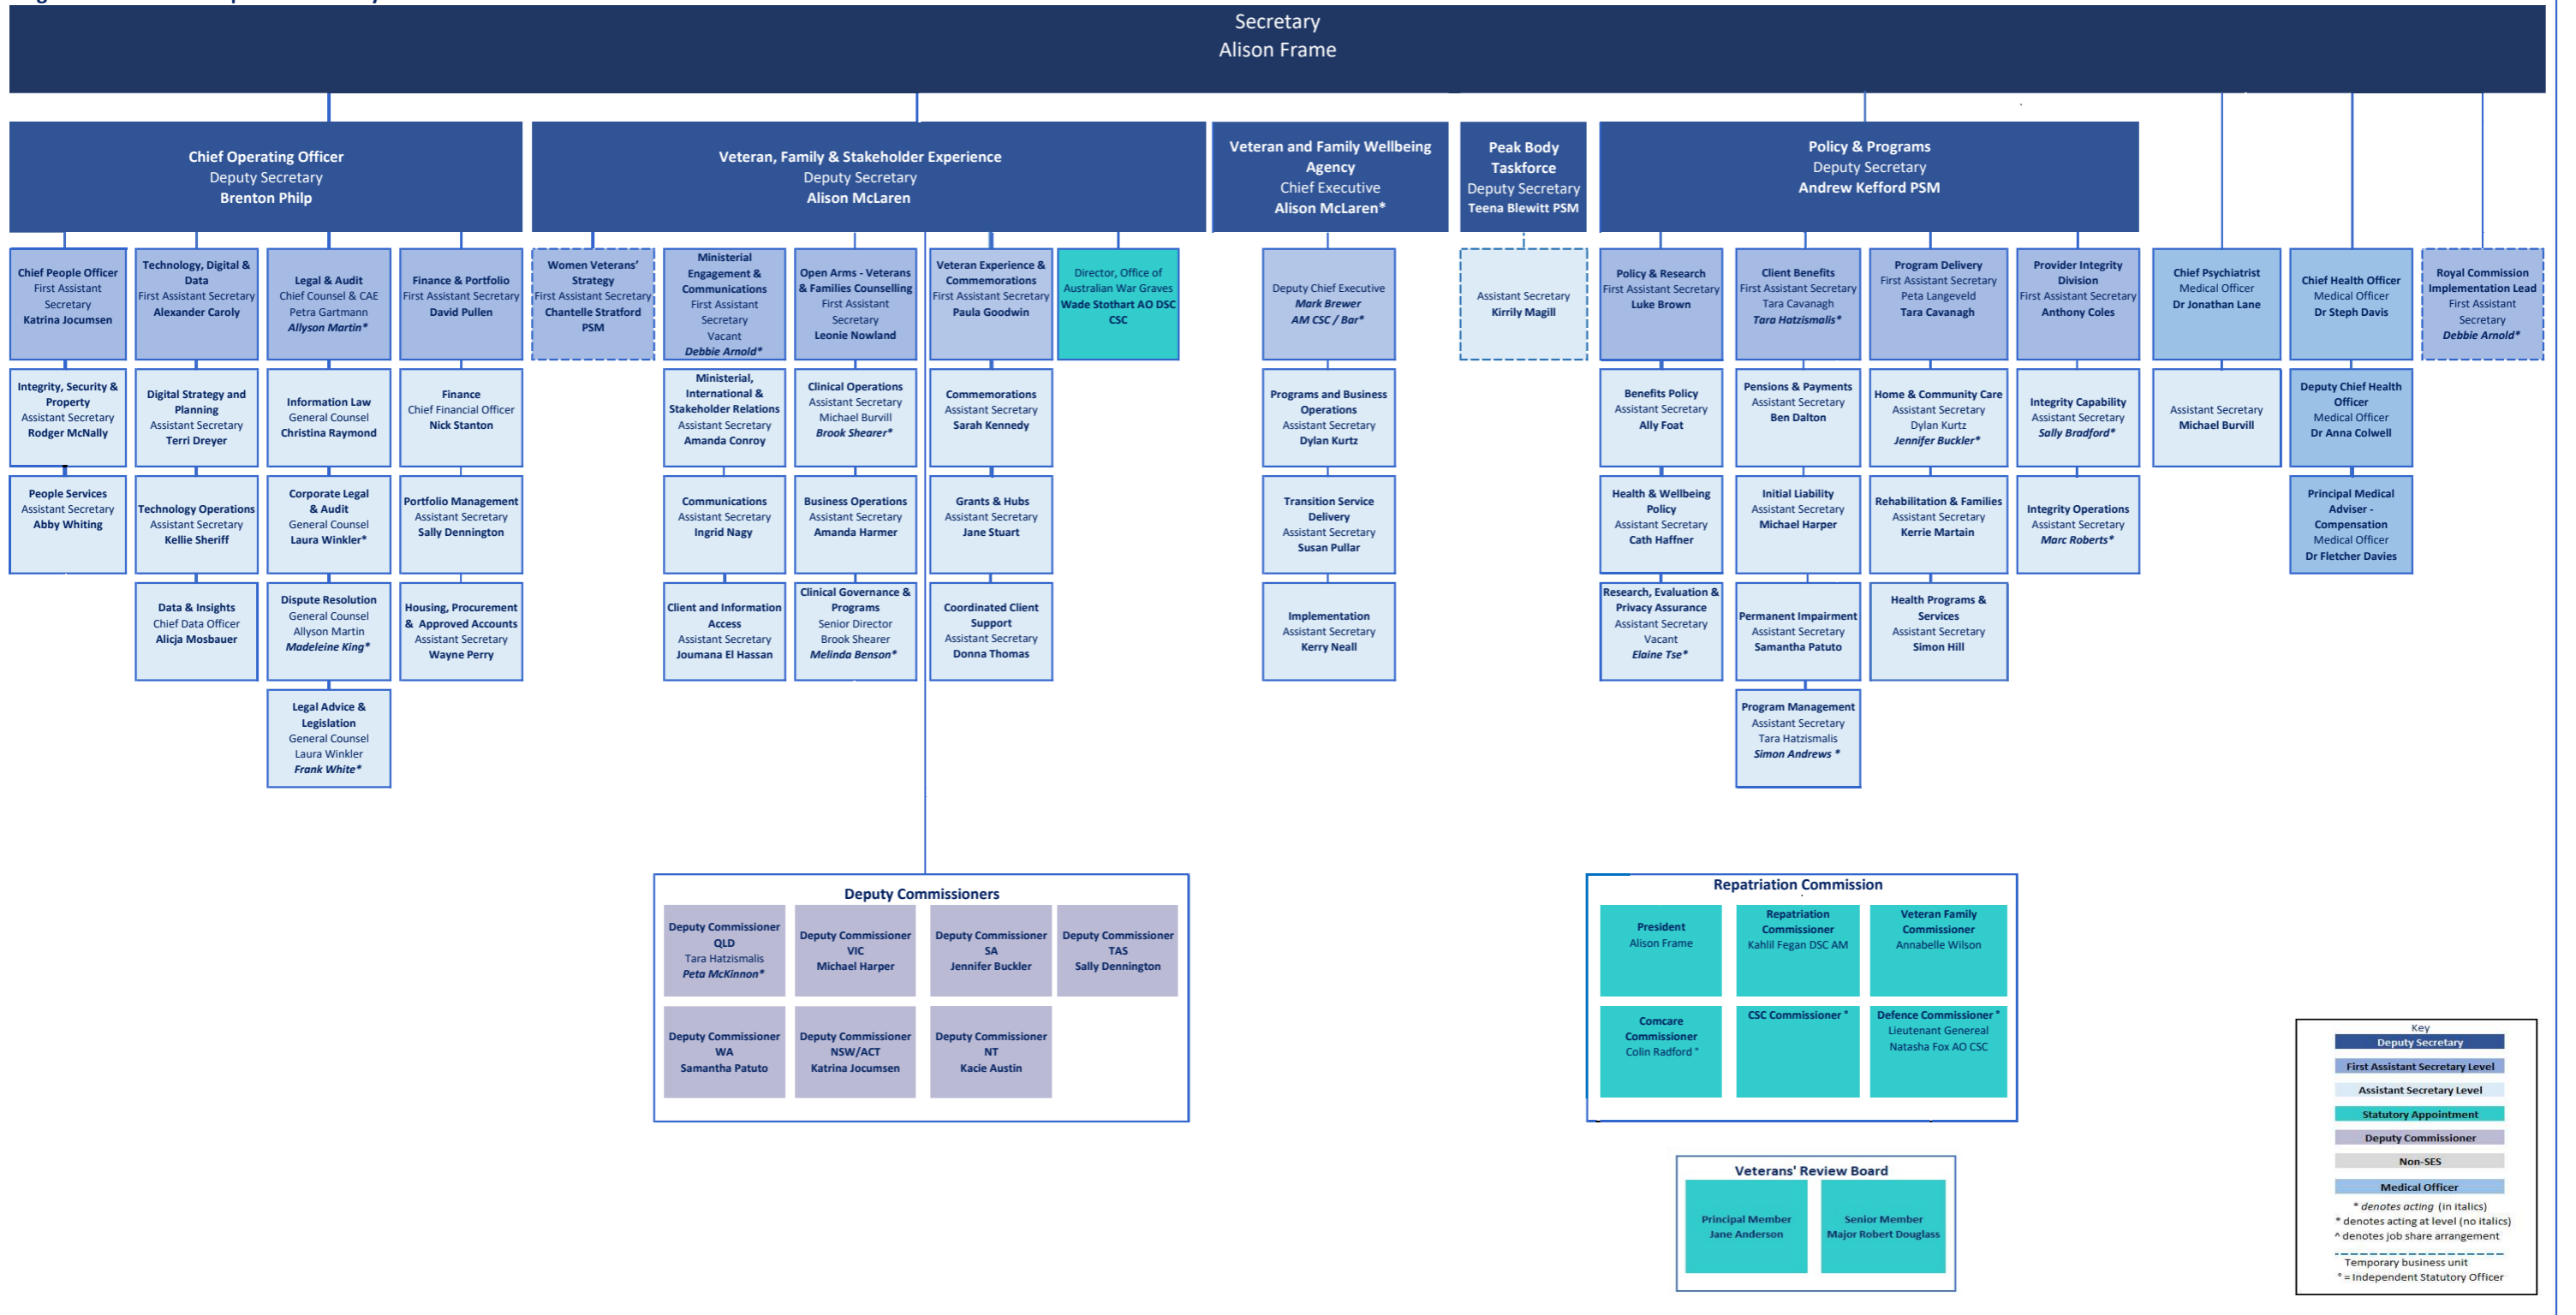 Secretary
Alison Frame
Chief Operating Officer
Deputy Secretary
Brenton Philp
Veteran, Family & Stakeholder Experience
Deputy Secretary
Alison McLaren
Veteran and Family Wellbeing
Agency
Chief Executive
Alison McLaren*
Peak Body
Taskforce
Deputy Secretary
Teena Blewitt PSM
Policy & Programs
Deputy Secretary
Andrew Kefford PSM
Chief People Officer
First Assistant
Secretary
Katrina Jocumsen
Technology, Digital &
Data
First Assistant Secretary
Alexander Caroly
Legal & Audit
Chief Counsel & CAE
Petra Gartmann
Allyson Martin*
Finance & Portfolio
First Assistant Secretary
David Pullen
Women Veterans’
Strategy
First Assistant Secretary
Chantelle Stratford
PSM
Ministerial
Engagement &
Communications
First Assistant
Secretary
Vacant
Debbie Arnold*
Open Arms - Veterans
& Families Counselling
First Assistant
Secretary
Leonie Nowland
Veteran Experience &
Commemorations
First Assistant Secretary
Paula Goodwin
Director, Office of
Australian War Graves
Wade Stothart AO DSC
CSC
Deputy Chief Executive
Mark Brewer
AM CSC / Bar*
Assistant Secretary
Kirrily Magill
Policy & Research
First Assistant Secretary
Luke Brown
Client Benefits
First Assistant Secretary
Tara Cavanagh
Tara Hatzismalis*
Program Delivery
First Assistant Secretary
Peta Langeveld
Tara Cavanagh
Provider Integrity
Division
First Assistant Secretary
Anthony Coles
Chief Psychiatrist
Medical Officer
Dr Jonathan Lane
Chief Health Officer
Medical Officer
Dr Steph Davis
Royal Commission
Implementation Lead
First Assistant
Secretary
Debbie Arnold*
Integrity, Security &
Property
Assistant Secretary
Rodger McNally
Digital Strategy and
Planning
Assistant Secretary
Terri Dreyer
Information Law
General Counsel
Christina Raymond
Finance
Chief Financial Officer
Nick Stanton
Ministerial,
International &
Stakeholder Relations
Assistant Secretary
Amanda Conroy
Clinical Operations
Assistant Secretary
Michael Burvill
Brook Shearer*
Commemorations
Assistant Secretary
Sarah Kennedy
Programs and Business
Operations
Assistant Secretary
Dylan Kurtz
Benefits Policy
Assistant Secretary
Ally Foat
Pensions & Payments
Assistant Secretary
Ben Dalton
Home & Community Care
Assistant Secretary
Dylan Kurtz
Jennifer Buckler*
Integrity Capability
Assistant Secretary
Sally Bradford*
Assistant Secretary
Michael Burvill
Deputy Chief Health
Officer
Medical Officer
Dr Anna Colwell
People Services
Assistant Secretary
Abby Whiting
Technology Operations
Assistant Secretary
Kellie Sheriff
Corporate Legal
& Audit
General Counsel
Laura Winkler*
Portfolio Management
Assistant Secretary
Sally Dennington
Communications
Assistant Secretary
Ingrid Nagy
Business Operations
Assistant Secretary
Amanda Harmer
Grants & Hubs
Assistant Secretary
Jane Stuart
Transition Service
Delivery
Assistant Secretary
Susan Pullar
Health & Wellbeing
Policy
Assistant Secretary
Cath Haffner
Initial Liability
Assistant Secretary
Michael Harper
Rehabilitation & Families
Assistant Secretary
Kerrie Martain
Integrity Operations
Assistant Secretary
Marc Roberts*
Principal Medical
Adviser -
Compensation
Medical Officer
Dr Fletcher Davies
Data & Insights
Chief Data Officer
Alicja Mosbauer
Dispute Resolution
General Counsel
Allyson Martin
Madeleine King*
Housing, Procurement
& Approved Accounts
Assistant Secretary
Wayne Perry
Client and Information
Access
Assistant Secretary
Joumana El Hassan
Clinical Governance &
Programs
Senior Director
Brook Shearer
Melinda Benson*
Coordinated Client
Support
Assistant Secretary
Donna Thomas
Implementation
Assistant Secretary
Kerry Neall
Research, Evaluation &
Privacy Assurance
Assistant Secretary
Vacant
Elaine Tse*
Permanent Impairment
Assistant Secretary
Samantha Patuto
Health Programs &
Services
Assistant Secretary
Simon Hill
Legal Advice &
Legislation
General Counsel
Laura Winkler
Frank White*
Program Management
Assistant Secretary
Tara Hatzismalis
Simon Andrews *
Deputy Commissioners
Deputy Commissioner
QLD
Tara Hatzismalis
Peta McKinnon*
Deputy Commissioner
VIC
Michael Harper
Deputy Commissioner
SA
Jennifer Buckler
Deputy Commissioner
TAS
Sally Dennington
Deputy Commissioner
WA
Samantha Patuto
Deputy Commissioner
NSW/ACT
Katrina Jocumsen
Deputy Commissioner
NT
Kacie Austin
Repatriation Commission
President
Alison Frame
Repatriation
Commissioner
Kahlil Fegan DSC AM
Veteran Family
Commissioner
Annabelle Wilson
Comcare
Commissioner
Colin Radford °
CSC Commissioner °
Defence Commissioner °
Lieutenant Genereal
Natasha Fox AO CSC
Veterans' Review Board
Principal Member
Jane Anderson
Senior Member
Major Robert Douglass
Key
Deputy Secretary
First Assistant Secretary Level
Assistant Secretary Level
Statutory Appointment
Deputy Commissioner
Non-SES
Medical Officer
* denotes acting (in italics)
* denotes acting at level (no italics)
^ denotes job share arrangement
Temporary business unit
° = Independent Statutory Officer